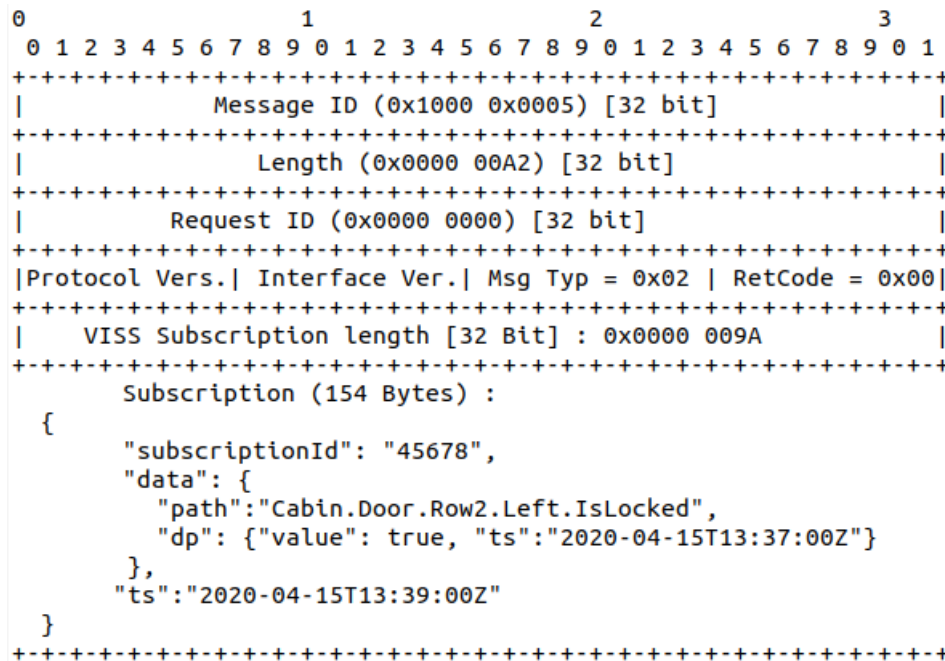 0                   1                   2                   3
 0 1 2 3 4 5 6 7 8 9 0 1 2 3 4 5 6 7 8 9 0 1 2 3 4 5 6 7 8 9 0 1
+-+-+-+-+-+-+-+-+-+-+-+-+-+-+-+-+-+-+-+-+-+-+-+-+-+-+-+-+-+-+-+-+
|             Message ID (0x1000 0x0005) [32 bit]               |
+-+-+-+-+-+-+-+-+-+-+-+-+-+-+-+-+-+-+-+-+-+-+-+-+-+-+-+-+-+-+-+-+
|                Length (0x0000 00A2) [32 bit]                  |
+-+-+-+-+-+-+-+-+-+-+-+-+-+-+-+-+-+-+-+-+-+-+-+-+-+-+-+-+-+-+-+-+
|          Request ID (0x0000 0000) [32 bit]                    |
+-+-+-+-+-+-+-+-+-+-+-+-+-+-+-+-+-+-+-+-+-+-+-+-+-+-+-+-+-+-+-+-+
|Protocol Vers.| Interface Ver.| Msg Typ = 0x02 | RetCode = 0x00|
+-+-+-+-+-+-+-+-+-+-+-+-+-+-+-+-+-+-+-+-+-+-+-+-+-+-+-+-+-+-+-+-+
|    VISS Subscription length [32 Bit] : 0x0000 009A            |
+-+-+-+-+-+-+-+-+-+-+-+-+-+-+-+-+-+-+-+-+-+-+-+-+-+-+-+-+-+-+-+-+
Subscription (154 Bytes) :
{
"subscriptionId": "45678",
"data": {
"path":"Cabin.Door.Row2.Left.IsLocked",
"dp": {"value": true, "ts":"2020-04-15T13:37:00Z"}
},
"ts":"2020-04-15T13:39:00Z"
}
+-+-+-+-+-+-+-+-+-+-+-+-+-+-+-+-+-+-+-+-+-+-+-+-+-+-+-+-+-+-+-+-+